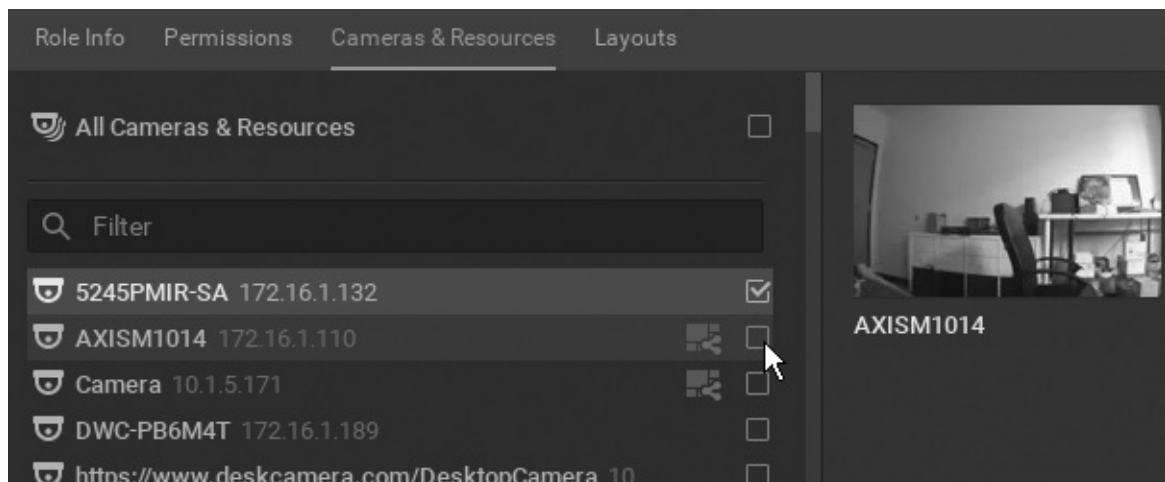 Role Info Permissions Cameras & Resources Layouts
All Cameras & Resources
Filter
5245PMIR-SA 172.16.1.132
AXISM1014 172.16.1.110
Camera 10.1.5.171
DWC-PB6M4T 172.16.1.189
https://www.deskcamera.com/DesktopCamera 10
AXISM1014